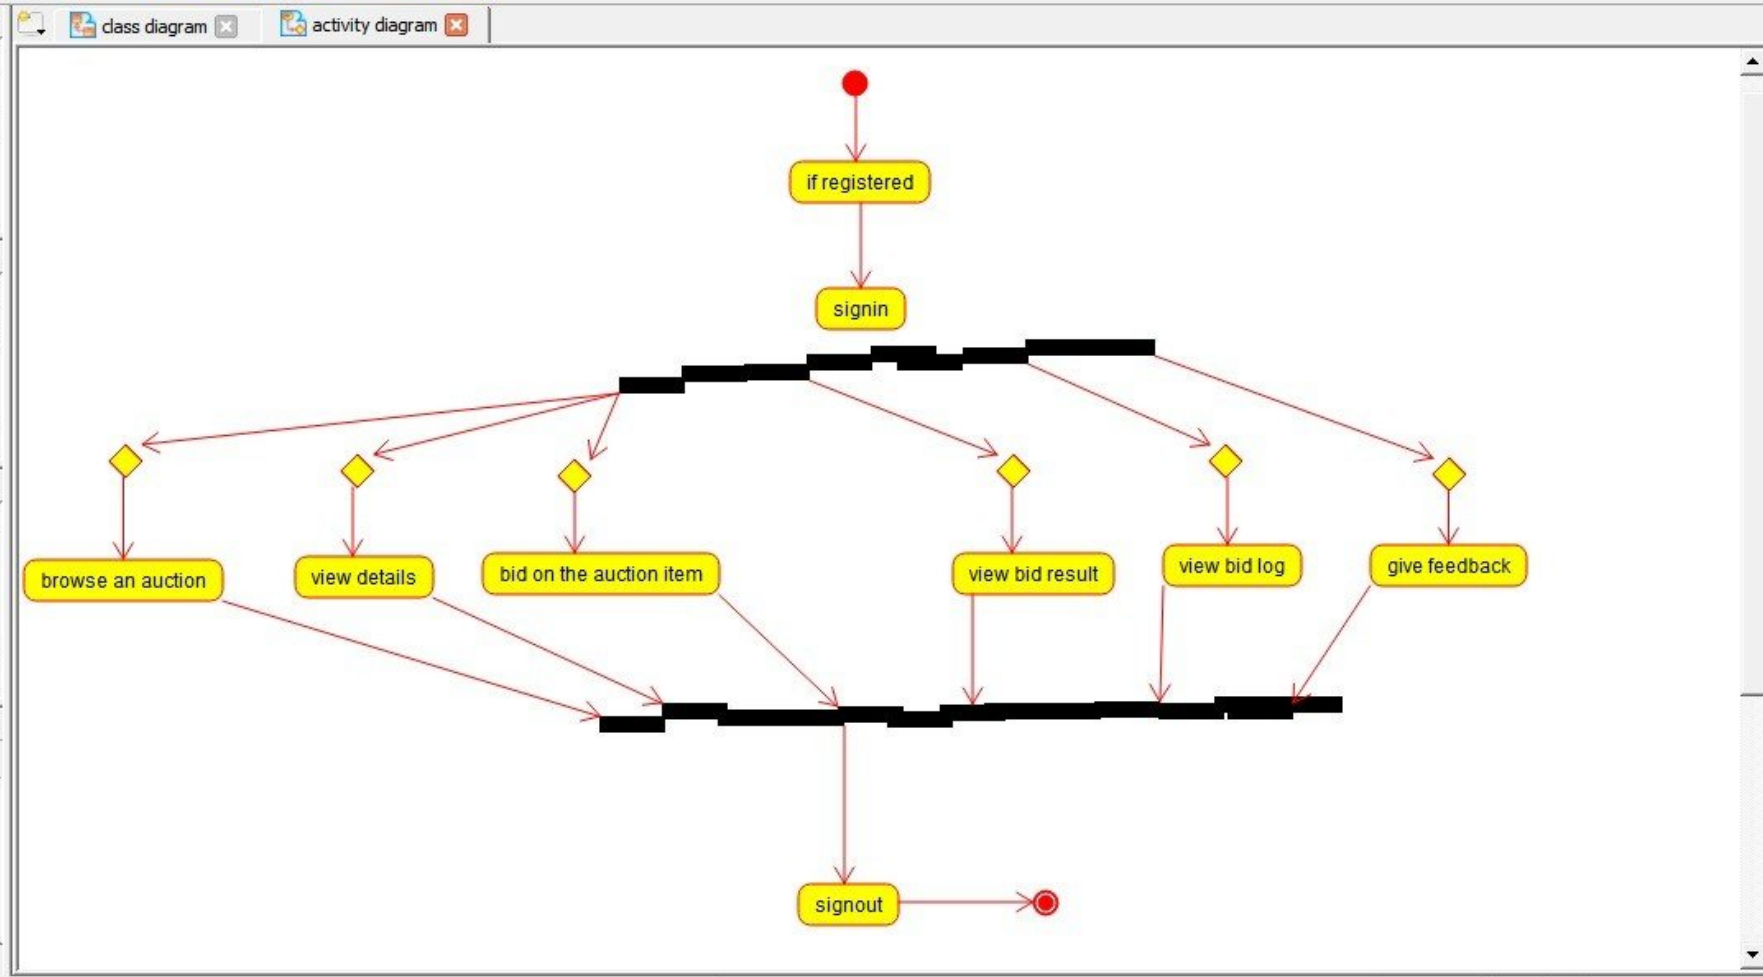 class diagram
activity diagram
if registered
signin
browse an auction
view details
bid on the auction item
view bid result
view bid log
give feedback
signout